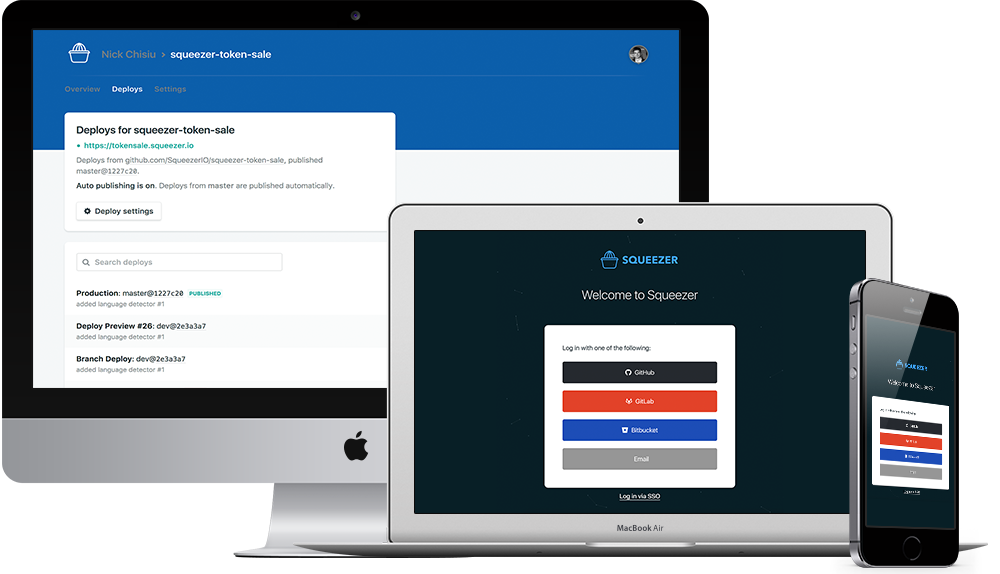 Nick Chisiu > squeezer-token-sale
Overview Deploys Settings
Deploys for squeezer-token-sale
• https://tokensale.squeezer.io
Deploys from github.com/SqueezerIO/squeezer-token-sale, published
master@1227c20.
Auto publishing is on. Deploys from master are published automatically.
Deploy settings
Search deploys
Production: master@1227c20 PUBLISHED
added language detector #1
Deploy Preview #26: dev@2e3a3a7
added language detector #1
Branch Deploy: dev@2e3a3a7
added language detector #1
SQUEEZER
Welcome to Squeezer
Log in with one of the following:
GitHub
GitLab
Bitbucket
Email
Log in via SSO
MacBook Air
SQUEEZER
Welcome to Squeezer